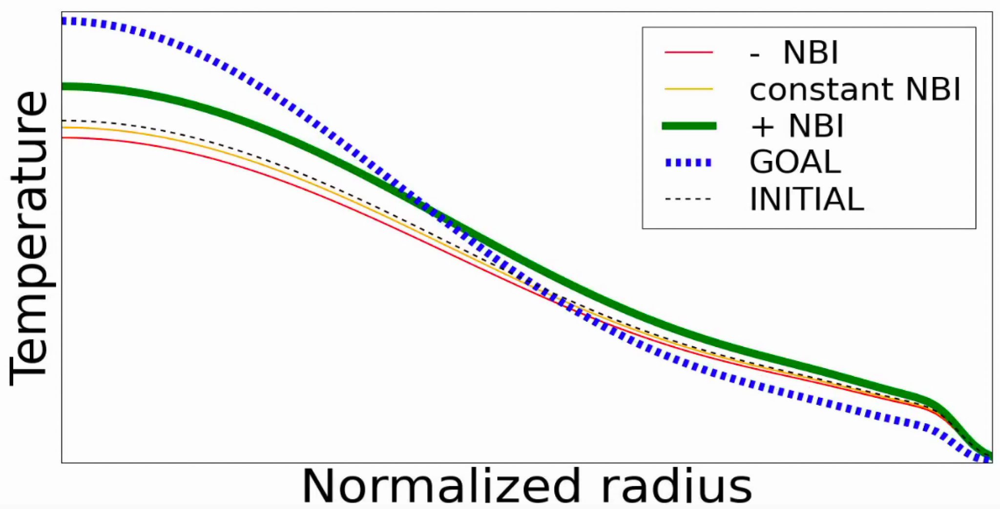 Temperature
- NBI
constant NBI
+ NBI
GOAL
INITIAL
Normalized radius